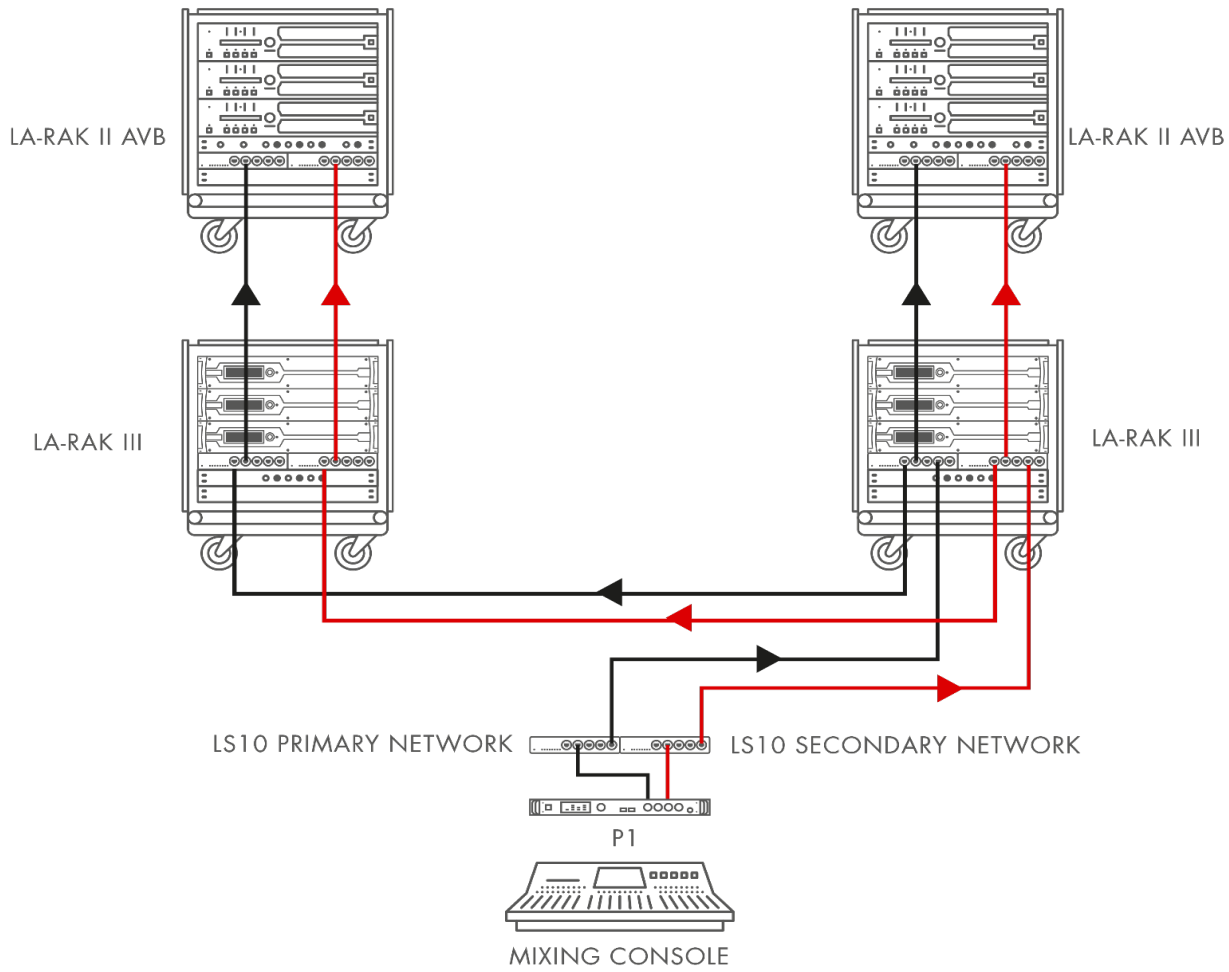 LA-RAK II AVB
LA-RAK II AVB
LA-RAK III
LA-RAK III
LS10 PRIMARY NETWORK
LS10 SECONDARY NETWORK
P1
MIXING CONSOLE